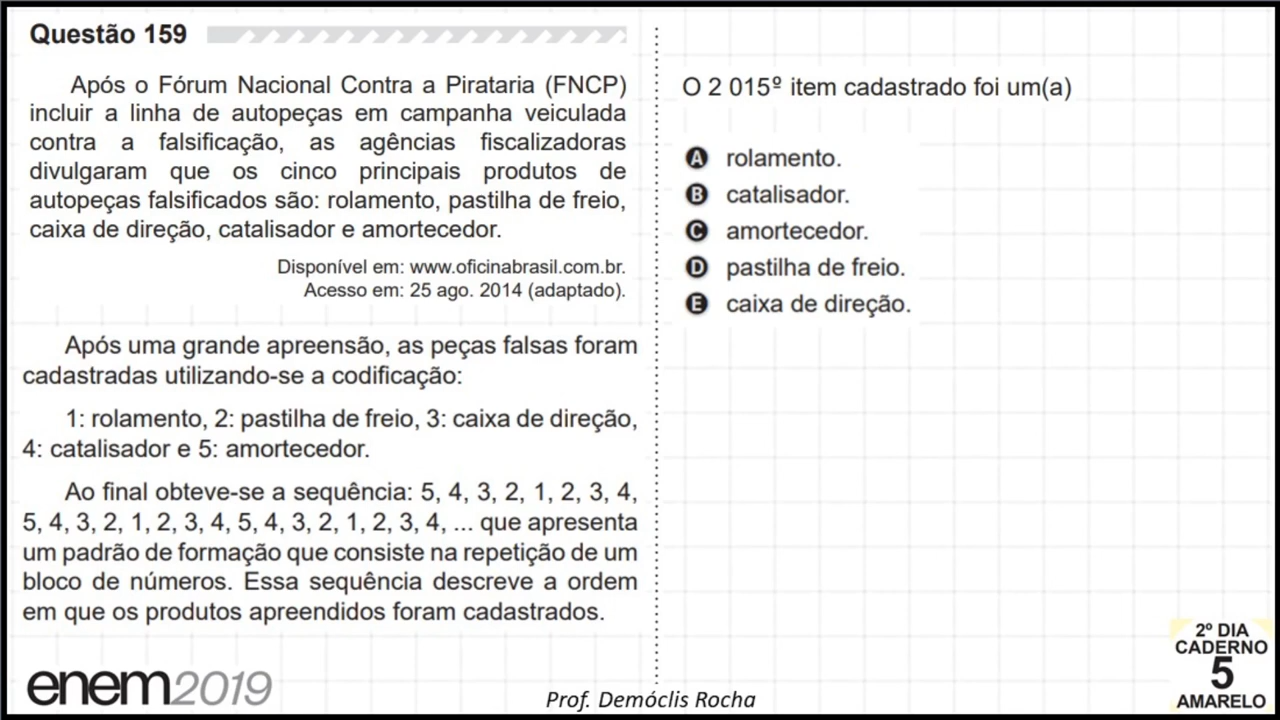 Questão 159
Após o Fórum Nacional Contra a Pirataria (FNCP)
incluir a linha de autopeças em campanha veiculada
contra a falsificação, as agências fiscalizadoras
divulgaram que os cinco principais produtos de
autopeças falsificados são: rolamento, pastilha de freio,
caixa de direção, catalisador e amortecedor.
Disponível em: www.oficinabrasil.com.br.
Acesso em: 25 ago. 2014 (adaptado).
Após uma grande apreensão, as peças falsas foram
cadastradas utilizando-se a codificação:
1: rolamento, 2: pastilha de freio, 3: caixa de direção,
4: catalisador e 5: amortecedor.
Ao final obteve-se a sequência: 5, 4, 3, 2, 1, 2, 3, 4,
5, 4, 3, 2, 1, 2, 3, 4, 5, 4, 3, 2, 1, 2, 3, 4, ... que apresenta
um padrão de formação que consiste na repetição de um
bloco de números. Essa sequência descreve a ordem
em que os produtos apreendidos foram cadastrados.
O 2 015º item cadastrado foi um(a)
A rolamento.
B catalisador.
C amortecedor.
D pastilha de freio.
E caixa de direção.
enem2019
Prof. Demóclis Rocha
2º DIA
CADERNO
5
AMARELO